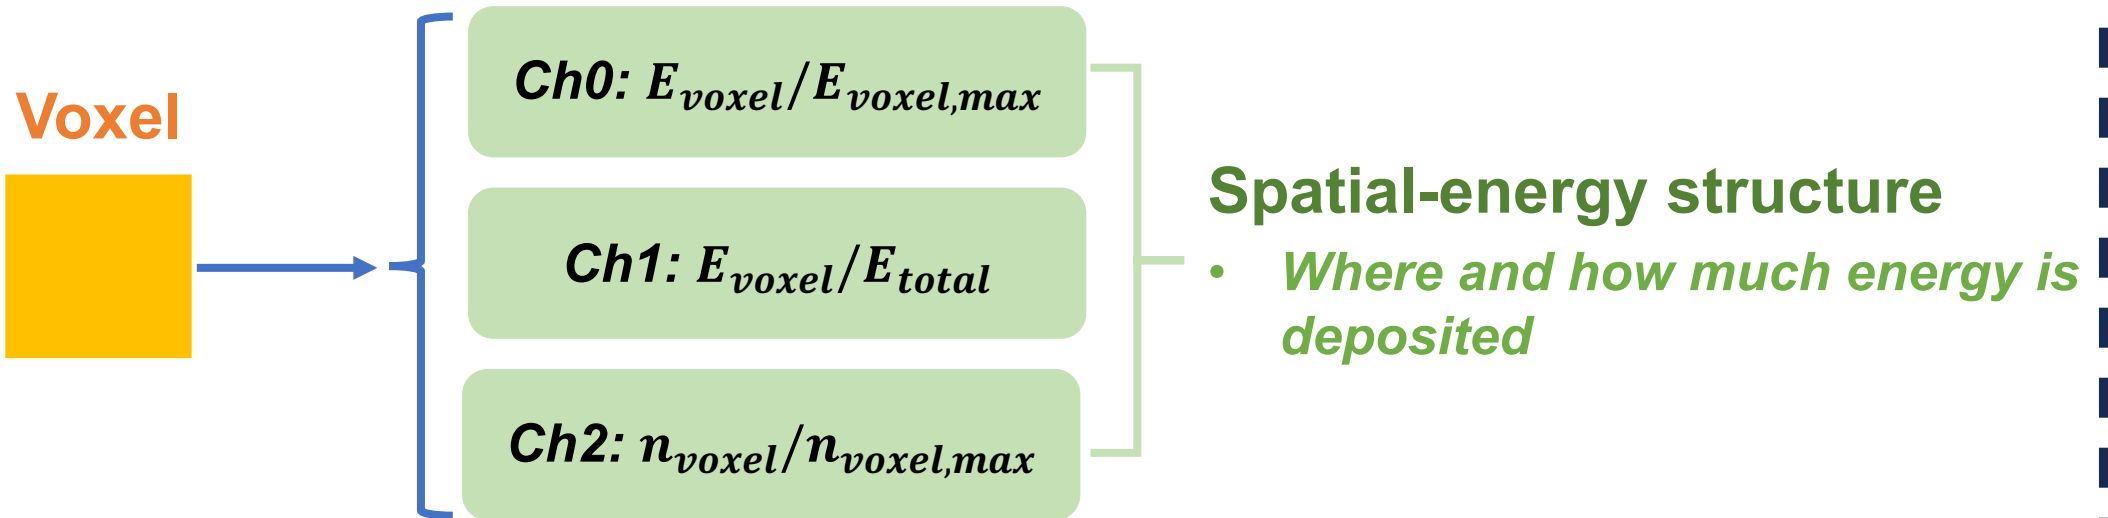 Voxel
Ch0: E_voxel/E_voxel,max
Ch1: E_voxel/E_total
Ch2: n_voxel/n_voxel,max
Spatial-energy structure
• Where and how much energy is
deposited